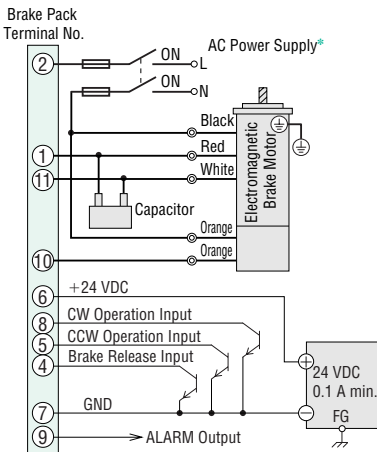 Brake Pack
Terminal No.
AC Power Supply*
ON
2
L
ON
N
Black
Red
1
White
11
Capacitor
Electromagnetic
Brake Motor
Orange
Orange
10
+24 VDC
6
CW Operation Input
8
CCW Operation Input
5
Brake Release Input
4
24 VDC
0.1 A min.
GND
7
FG
9
ALARM Output